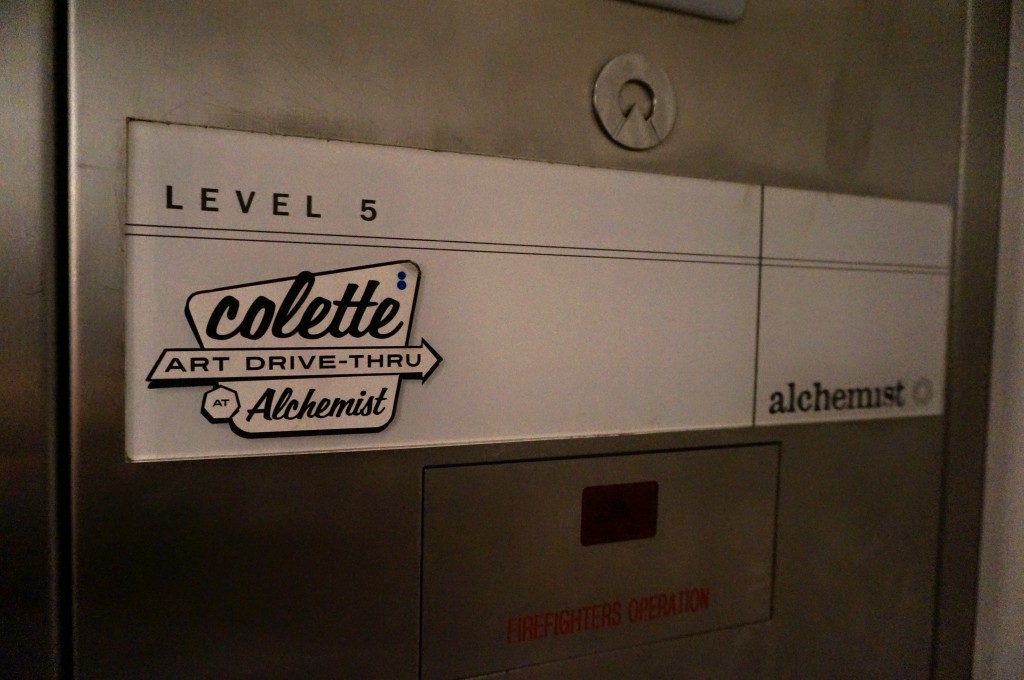 LEVEL 5
colette
ART DRIVE-THRU
AT Alchemist
alchemist
FIREFIGHTERS OPERATION